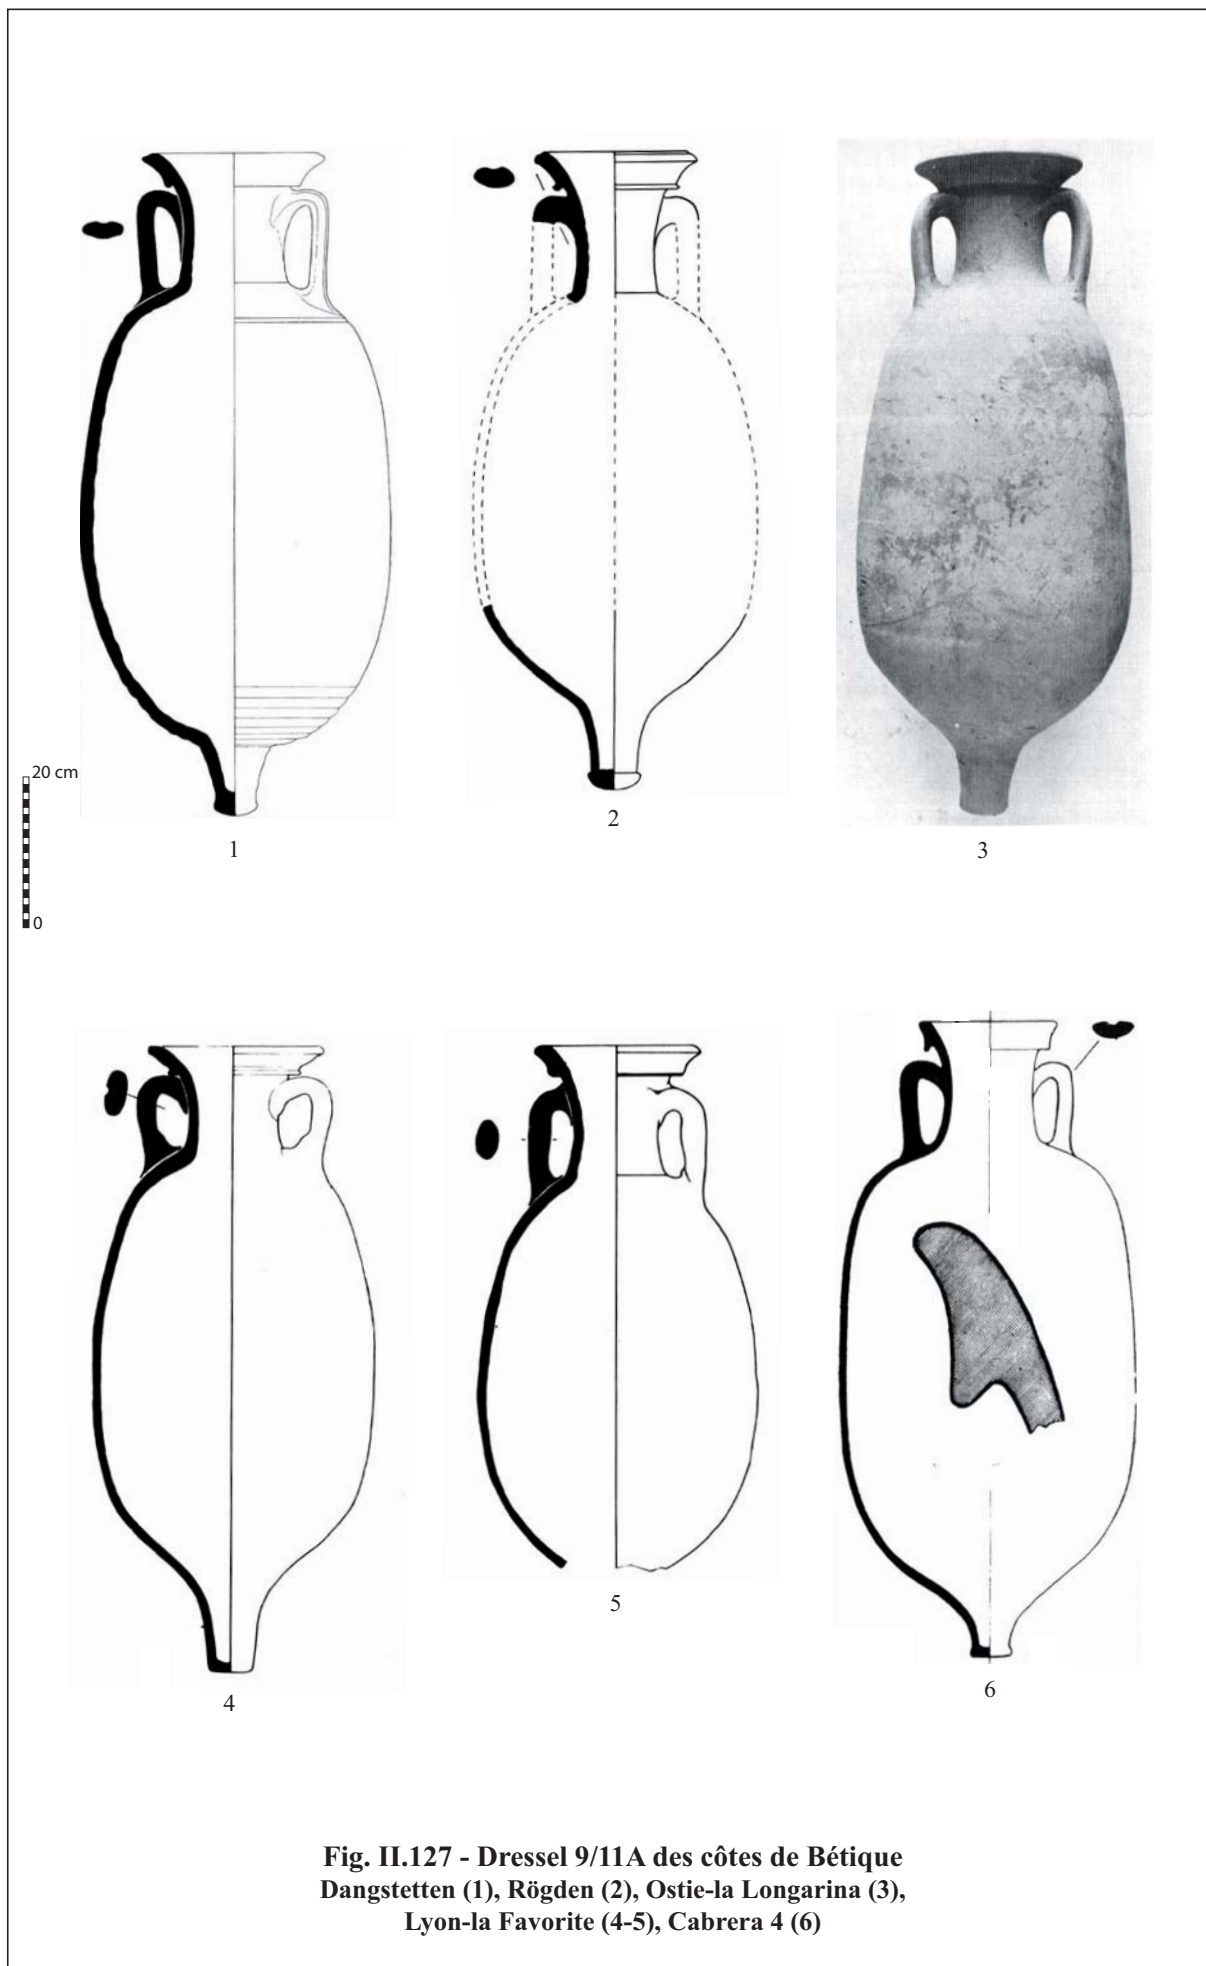 1
2
3
20 cm
0
4
5
6
Fig. II.127 - Dressel 9/11A des côtes de Bétique
Dangstetten (1), Rögden (2), Ostie-la Longarina (3),
Lyon-la Favorite (4-5), Cabrera 4 (6)